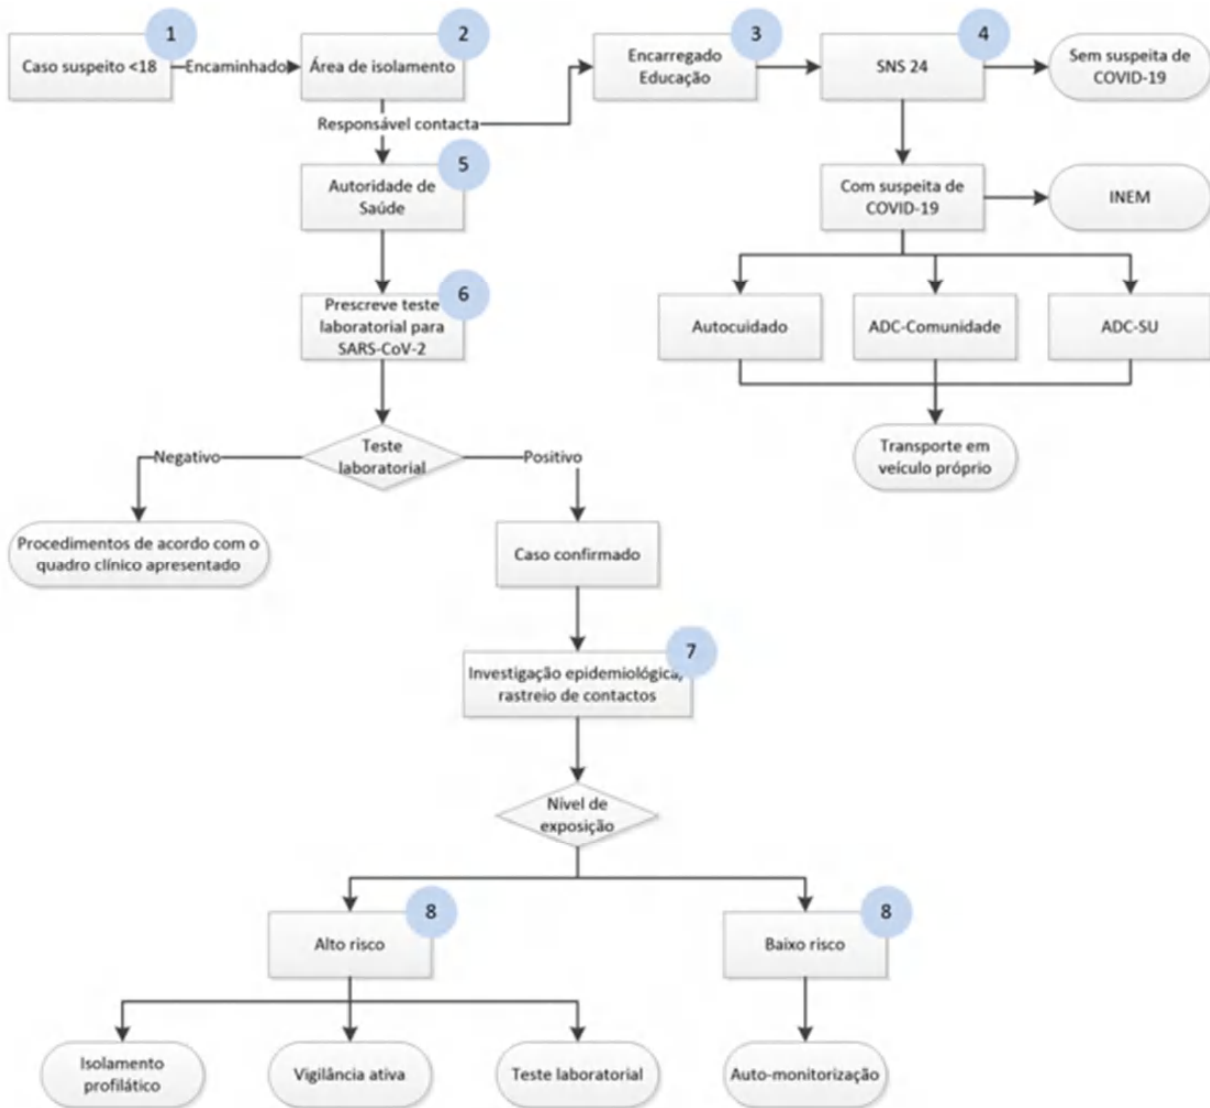 1
2
3
4
Caso suspeito <18
Encaminhado
Área de isolamento
Encarregado
Educação
SNS 24
Sem suspeita de
COVID-19
Responsável contacta
5
Autoridade de
Saúde
Com suspeita de
COVID-19
INEM
6
Prescreve teste
laboratorial para
SARS-CoV-2
Autocuidado
ADC-Comunidade
ADC-SU
Negativo
Teste
laboratorial
Positivo
Transporte em
veículo próprio
Procedimentos de acordo com o
quadro clínico apresentado
Caso confirmado
7
Investigação epidemiológica,
rastreio de contactos
Nível de
exposição
8
Alto risco
8
Baixo risco
Isolamento
profilático
Vigilância ativa
Teste laboratorial
Auto-monitorização